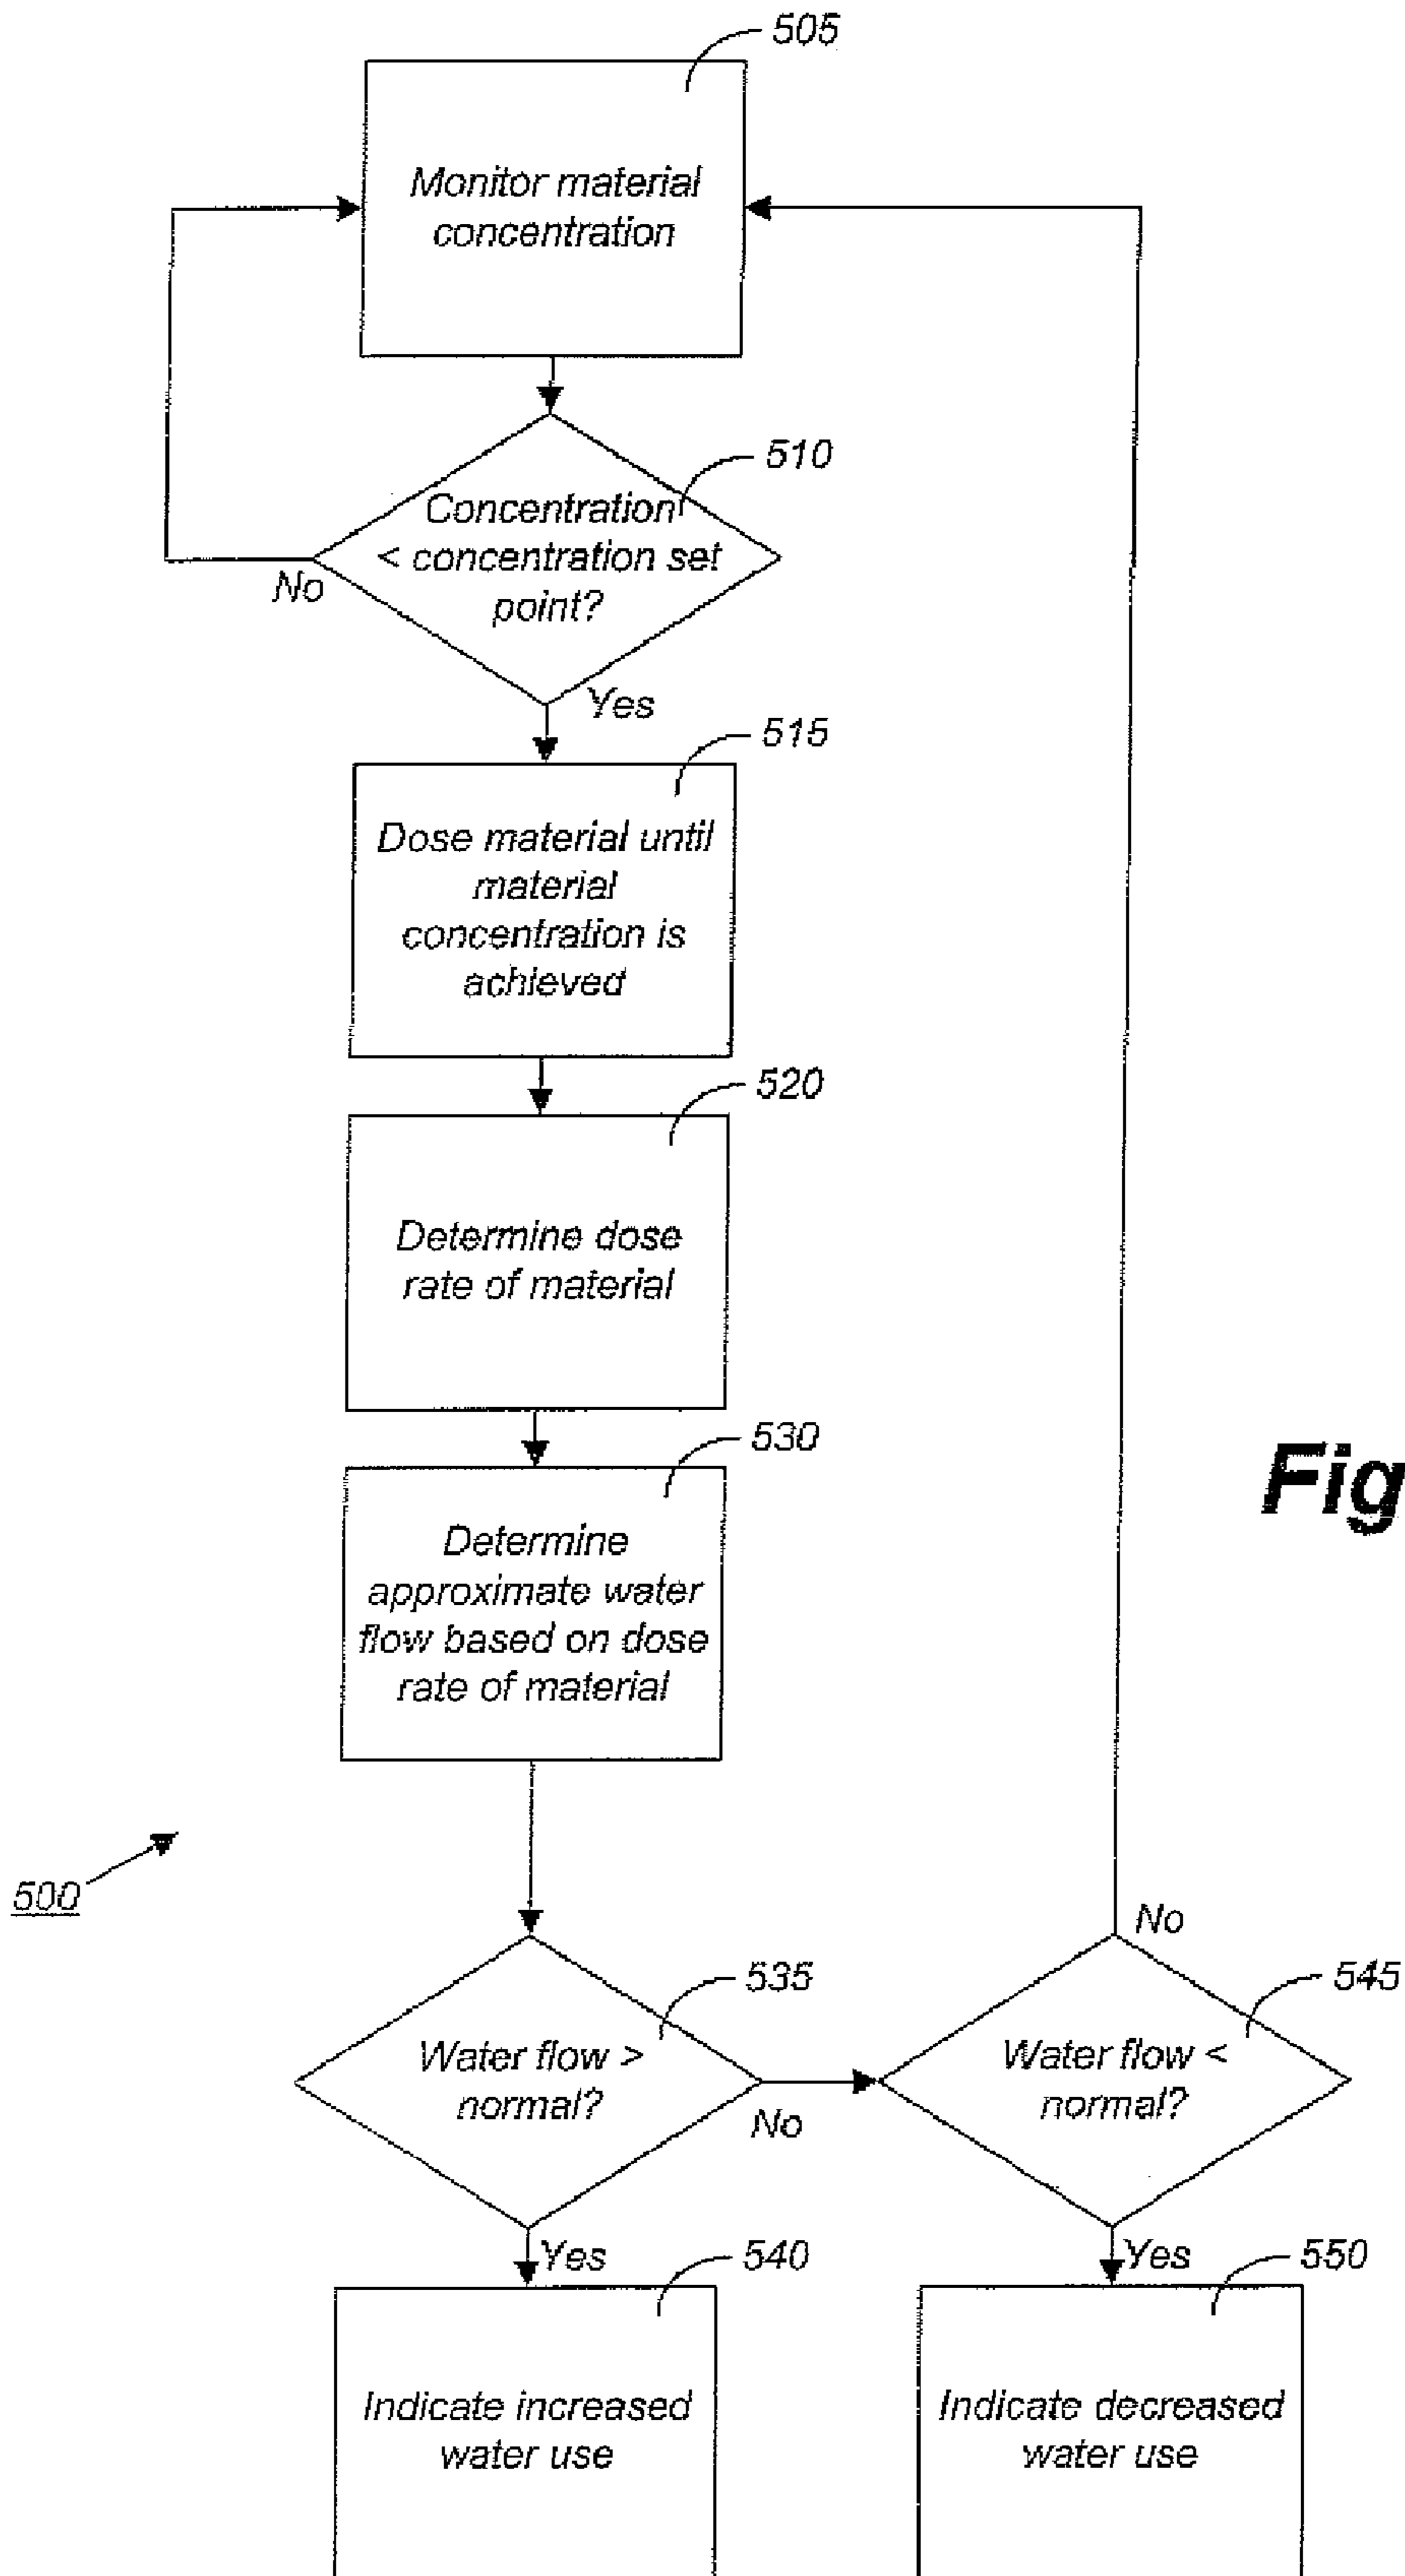 505
Monitor material
concentration
510
Concentration
< concentration set
point?
No
Yes
515
Dose material until
material
concentration is
achieved
520
Determine dose
rate of material
530
Determine
approximate water
flow based on dose
rate of material
Fig
500
535
Water flow >
normal?
No
Yes
No
545
Water flow <
normal?
Yes
540
Indicate increased
water use
550
Indicate decreased
water use